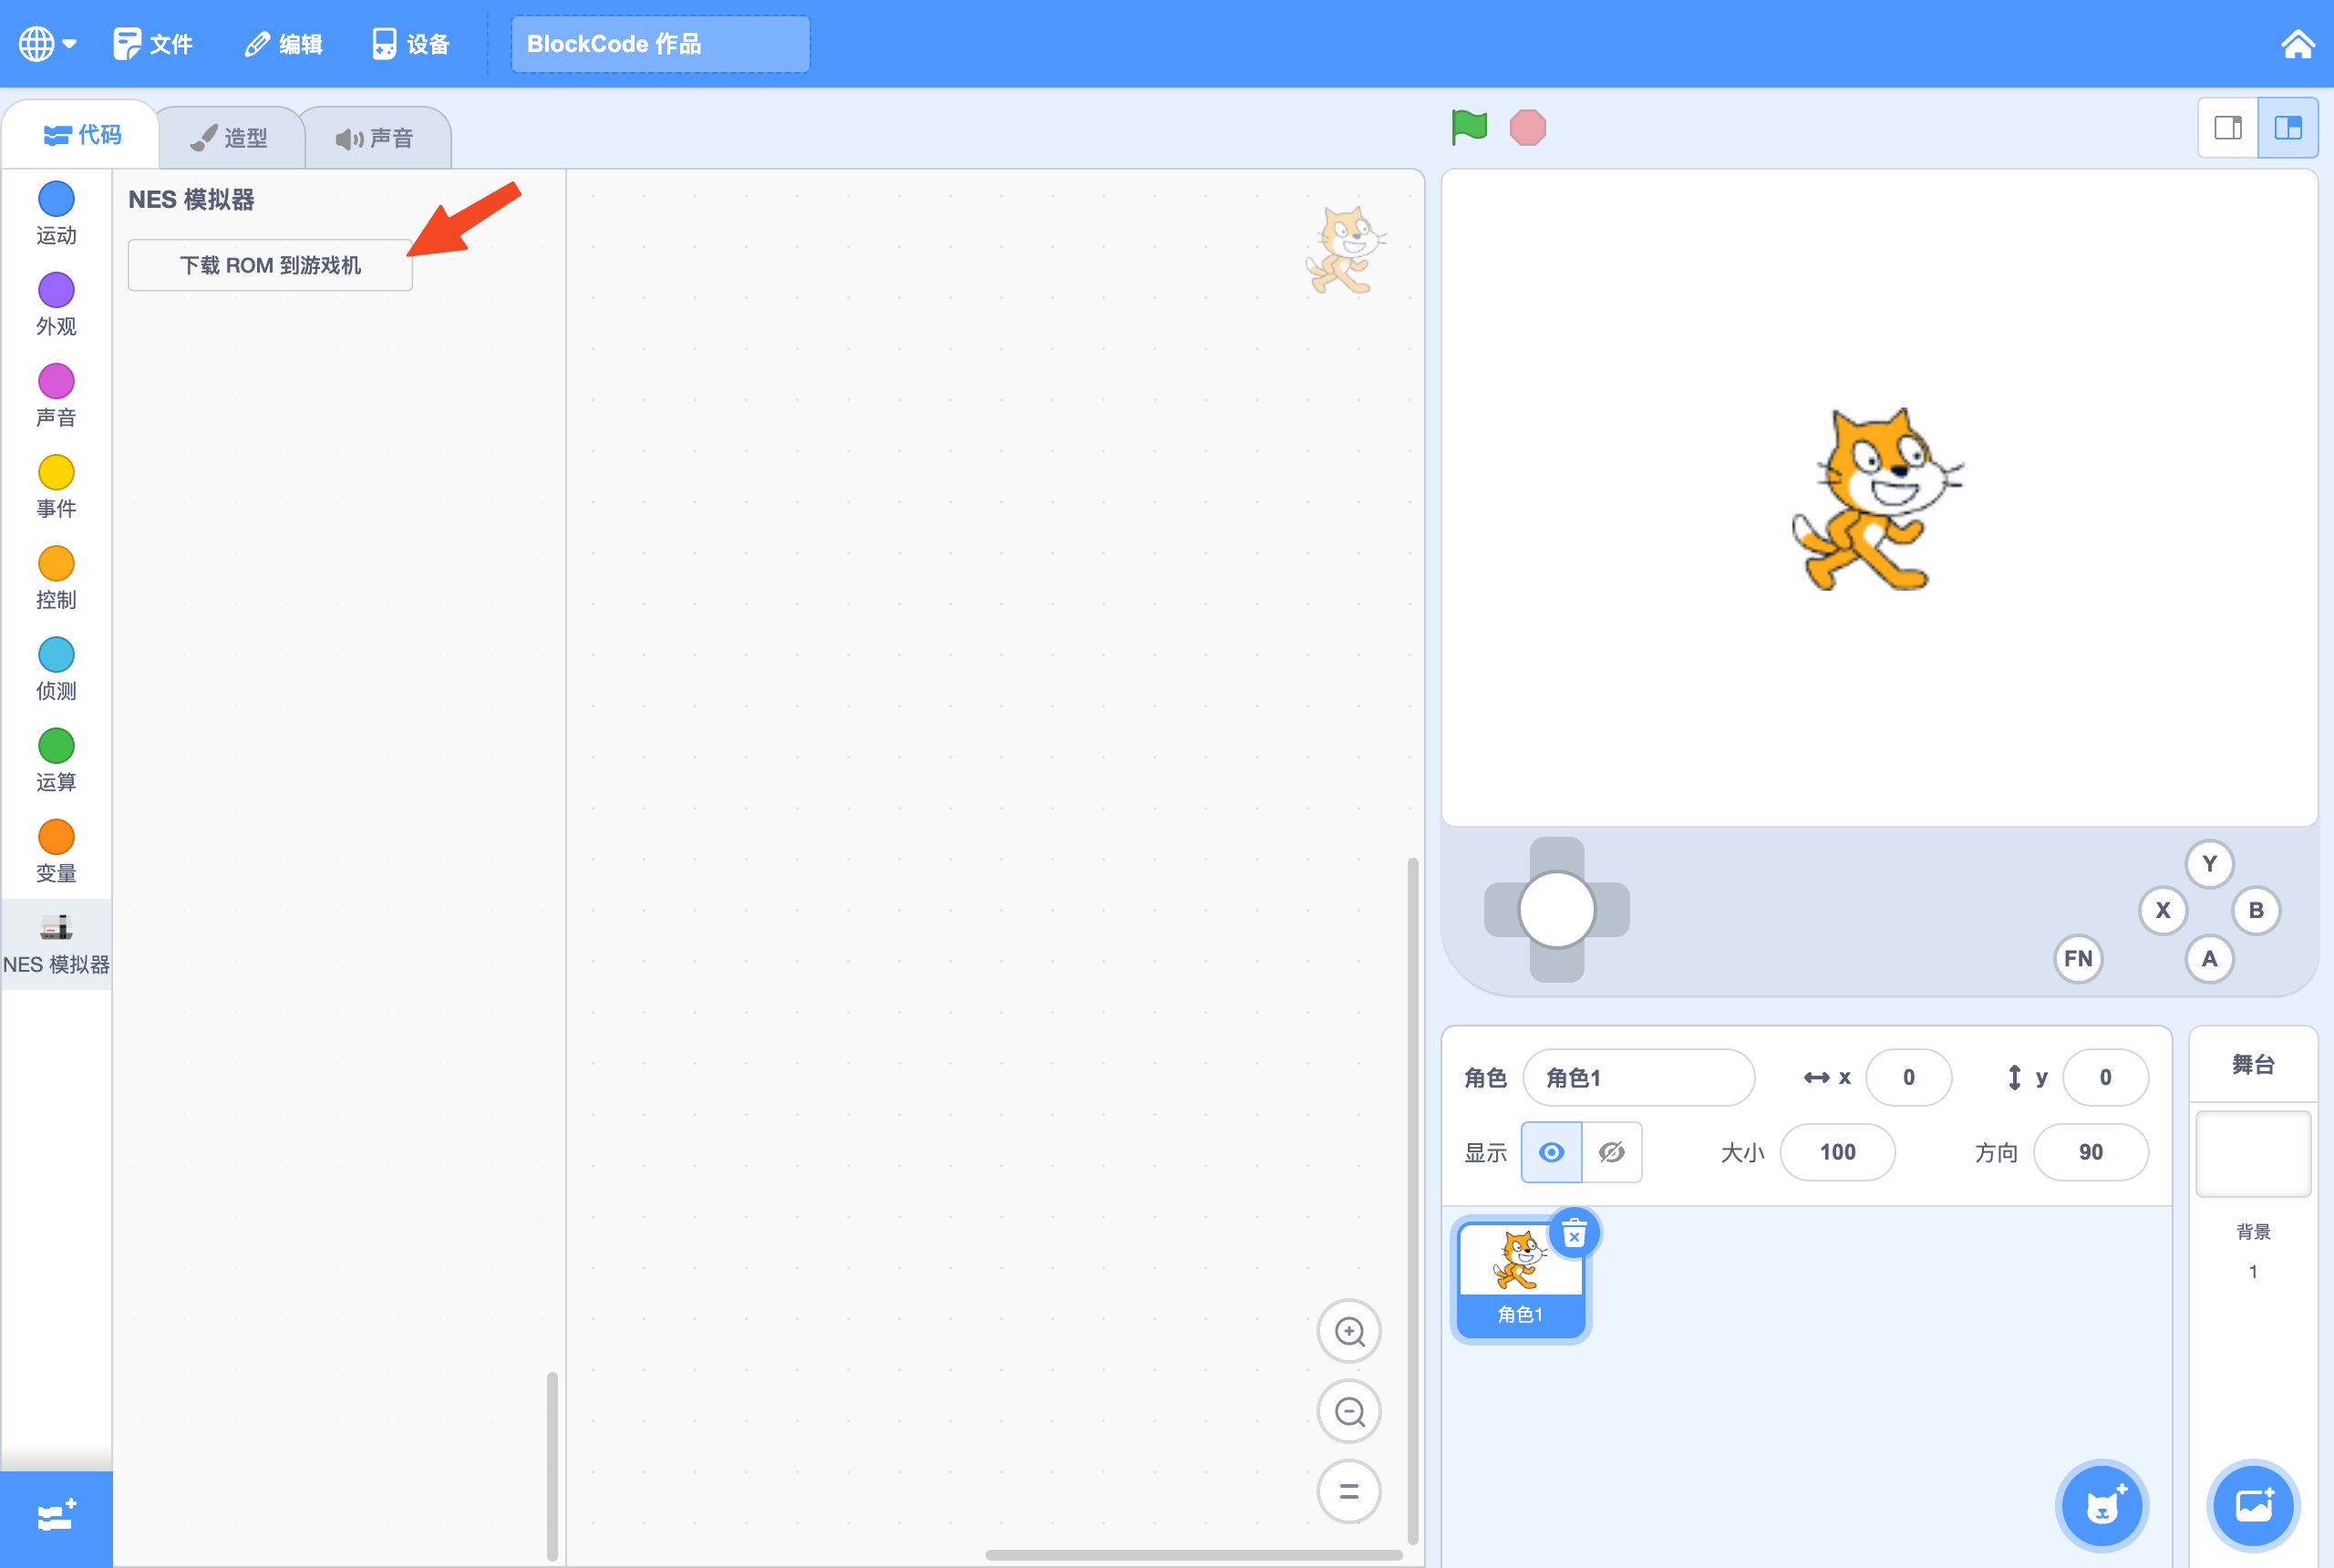 文件
编辑
设备
BlockCode 作品
代码
造型
声音
运动
外观
声音
事件
控制
侦测
运算
变量
NES 模拟器
NES 模拟器
下载 ROM 到游戏机
Y
X
B
FN
A
角色
角色1
x
0
y
0
显示
大小
100
方向
90
角色1
舞台
背景
1